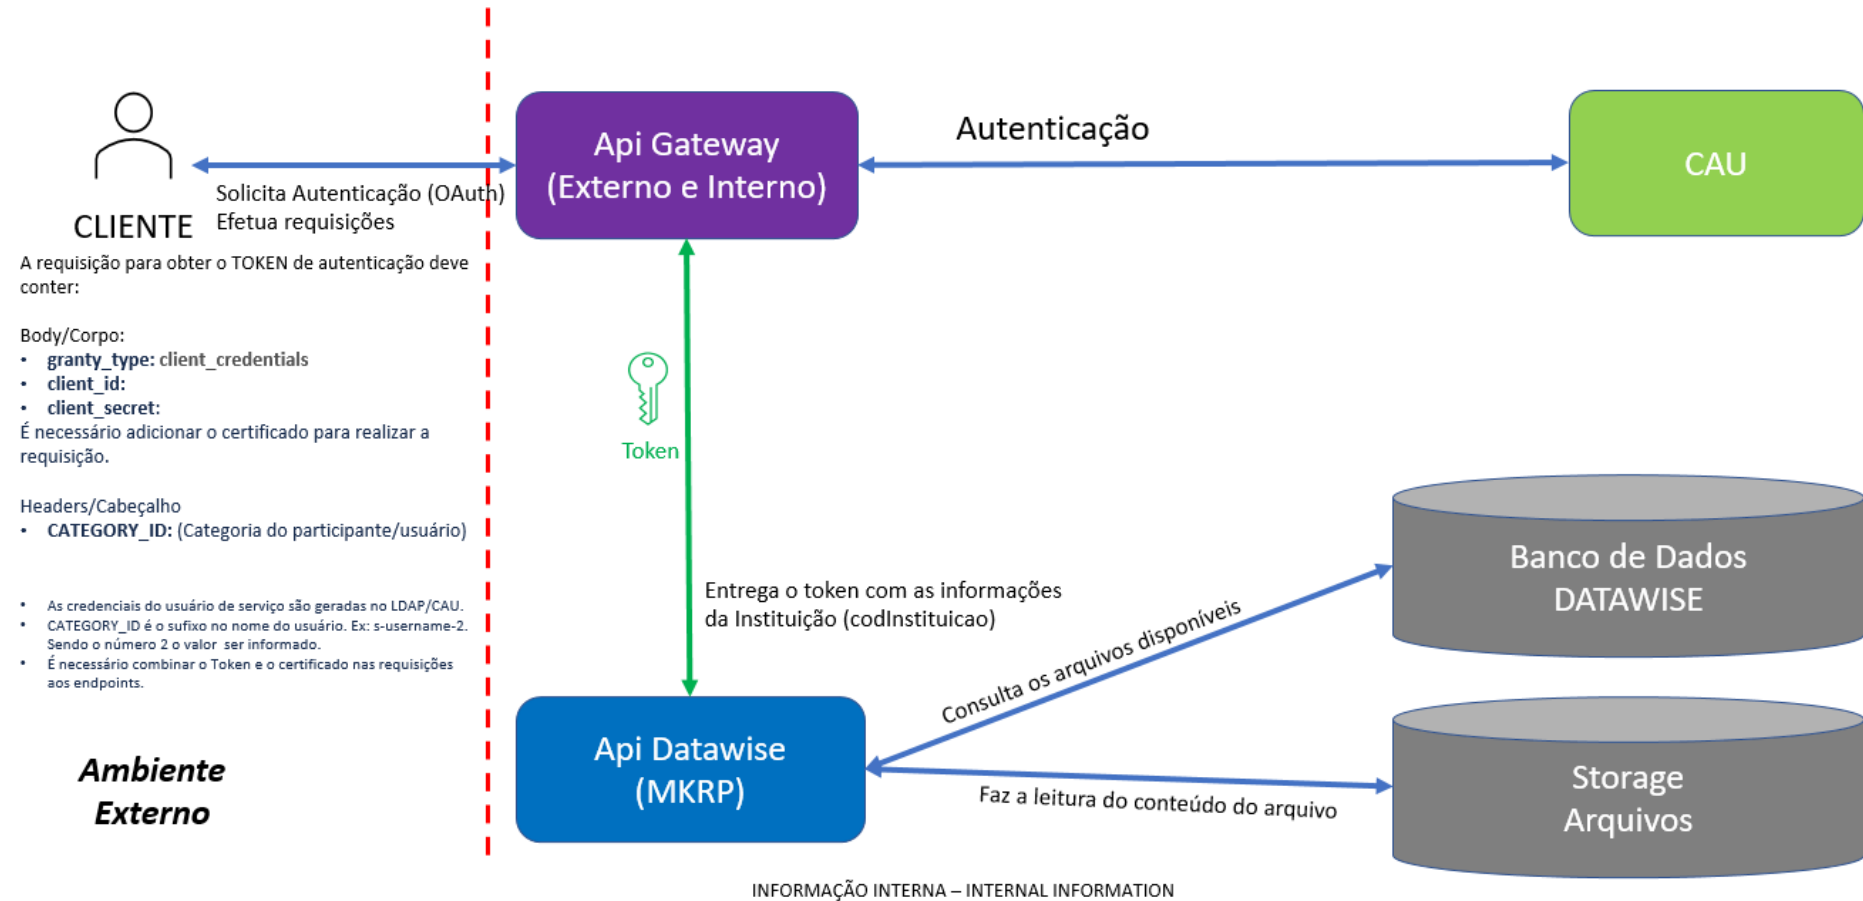 CLIENTE
Solicita Autenticação (OAuth)
Efetua requisições
A requisição para obter o TOKEN de autenticação deve
conter:
Body/Corpo:
• granty_type: client_credentials
• client_id:
• client_secret:
É necessário adicionar o certificado para realizar a
requisição.
Headers/Cabeçalho
• CATEGORY_ID: (Categoria do participante/usuário)
• As credenciais do usuário de serviço são geradas no LDAP/CAU.
• CATEGORY_ID é o sufixo no nome do usuário. Ex: s-username-2.
Sendo o número 2 o valor ser informado.
• É necessário combinar o Token e o certificado nas requisições
aos endpoints.
Ambiente
Externo
Api Gateway
(Externo e Interno)
Autenticação
CAU
Token
Entrega o token com as informações
da Instituição (codInstituicao)
Api Datawise
(MKRP)
Consulta os arquivos disponíveis
Faz a leitura do conteúdo do arquivo
Banco de Dados
DATAWISE
Storage
Arquivos
INFORMAÇÃO INTERNA – INTERNAL INFORMATION